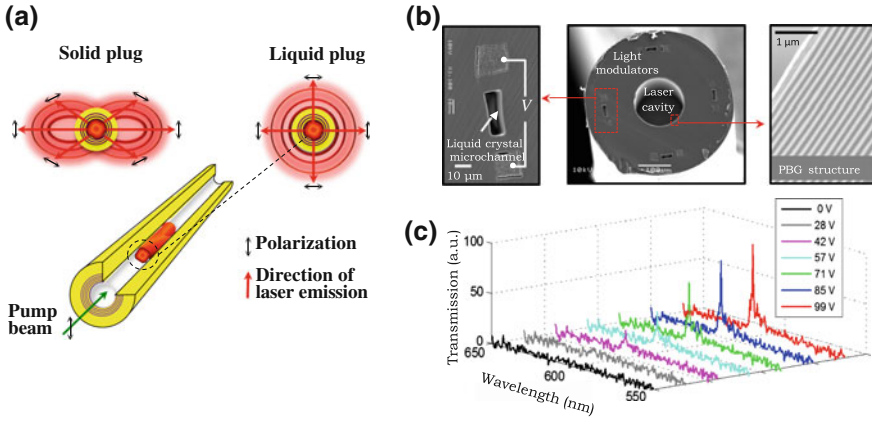 (a)
Solid plug
Liquid plug
Polarization
Direction of
laser emission
Pump
beam
(b)
V
Liquid crystal
microchannel
10 μm
Light
modulators
Laser
cavity
1 μm
PBG structure
(c)
Transmission (a.u.)
100
50
0
650
600
550
Wavelength (nm)
0 V
28 V
42 V
57 V
71 V
85 V
99 V